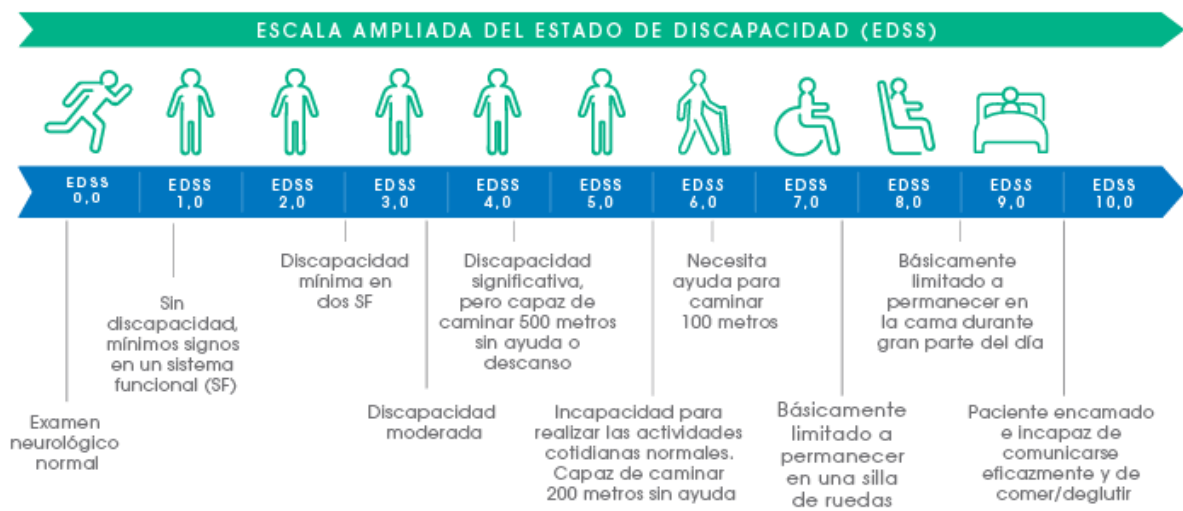 ESCALA AMPLIADA DEL ESTADO DE DISCAPACIDAD (EDSS)
EDSS
0,0
EDSS
1,0
EDSS
2,0
EDSS
3,0
EDSS
4,0
EDSS
5,0
EDSS
6,0
EDSS
7,0
EDSS
8,0
EDSS
9,0
EDSS
10,0
Examen
neurológico
normal
Sin
discapacidad,
mínimos signos
en un sistema
funcional (SF)
Discapacidad
mínima en
dos SF
Discapacidad
moderada
Discapacidad
significativa,
pero capaz de
caminar 500 metros
sin ayuda o
descanso
Incapacidad para
realizar las actividades
cotidianas normales.
Capaz de caminar
200 metros sin ayuda
Necesita
ayuda para
caminar
100 metros
Básicamente
limitado a
permanecer
en una silla
de ruedas
Básicamente
limitado a
permanecer en
la cama durante
gran parte del día
Paciente encamado
e incapaz de
comunicarse
eficazmente y de
comer/deglutir